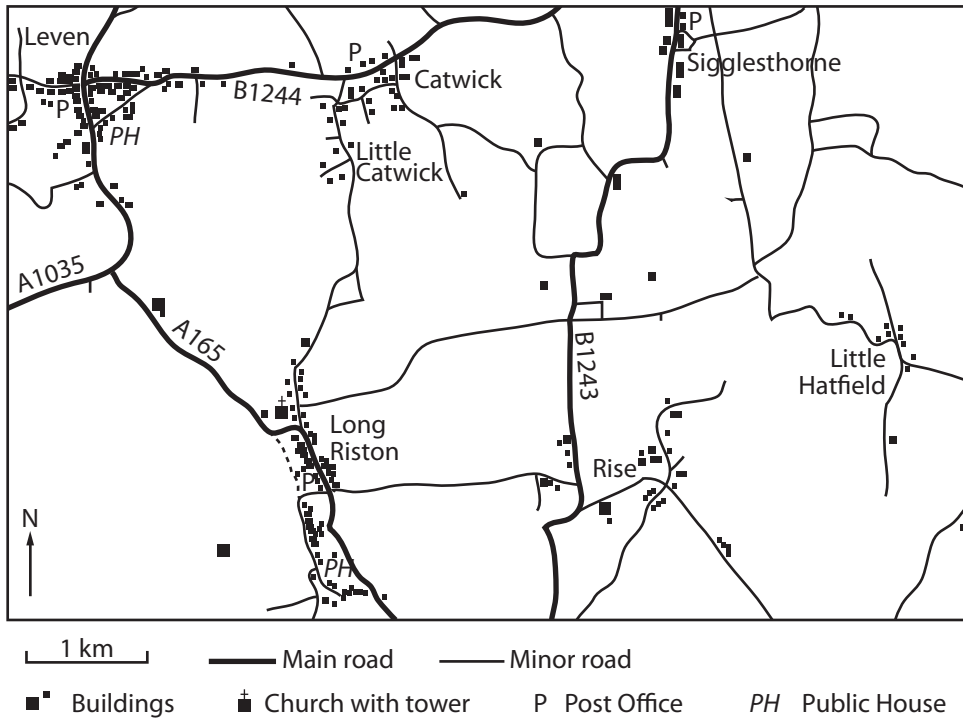 Leven
P
P
Sigglesthorne
Catwick
B1244
P
PH
Little
Catwick
A1035
A165
B1243
Little
Hatfield
Long
Riston
Rise
P
N
PH
1 km
Main road
Minor road
Buildings
Church with tower
P Post Office
PH Public House